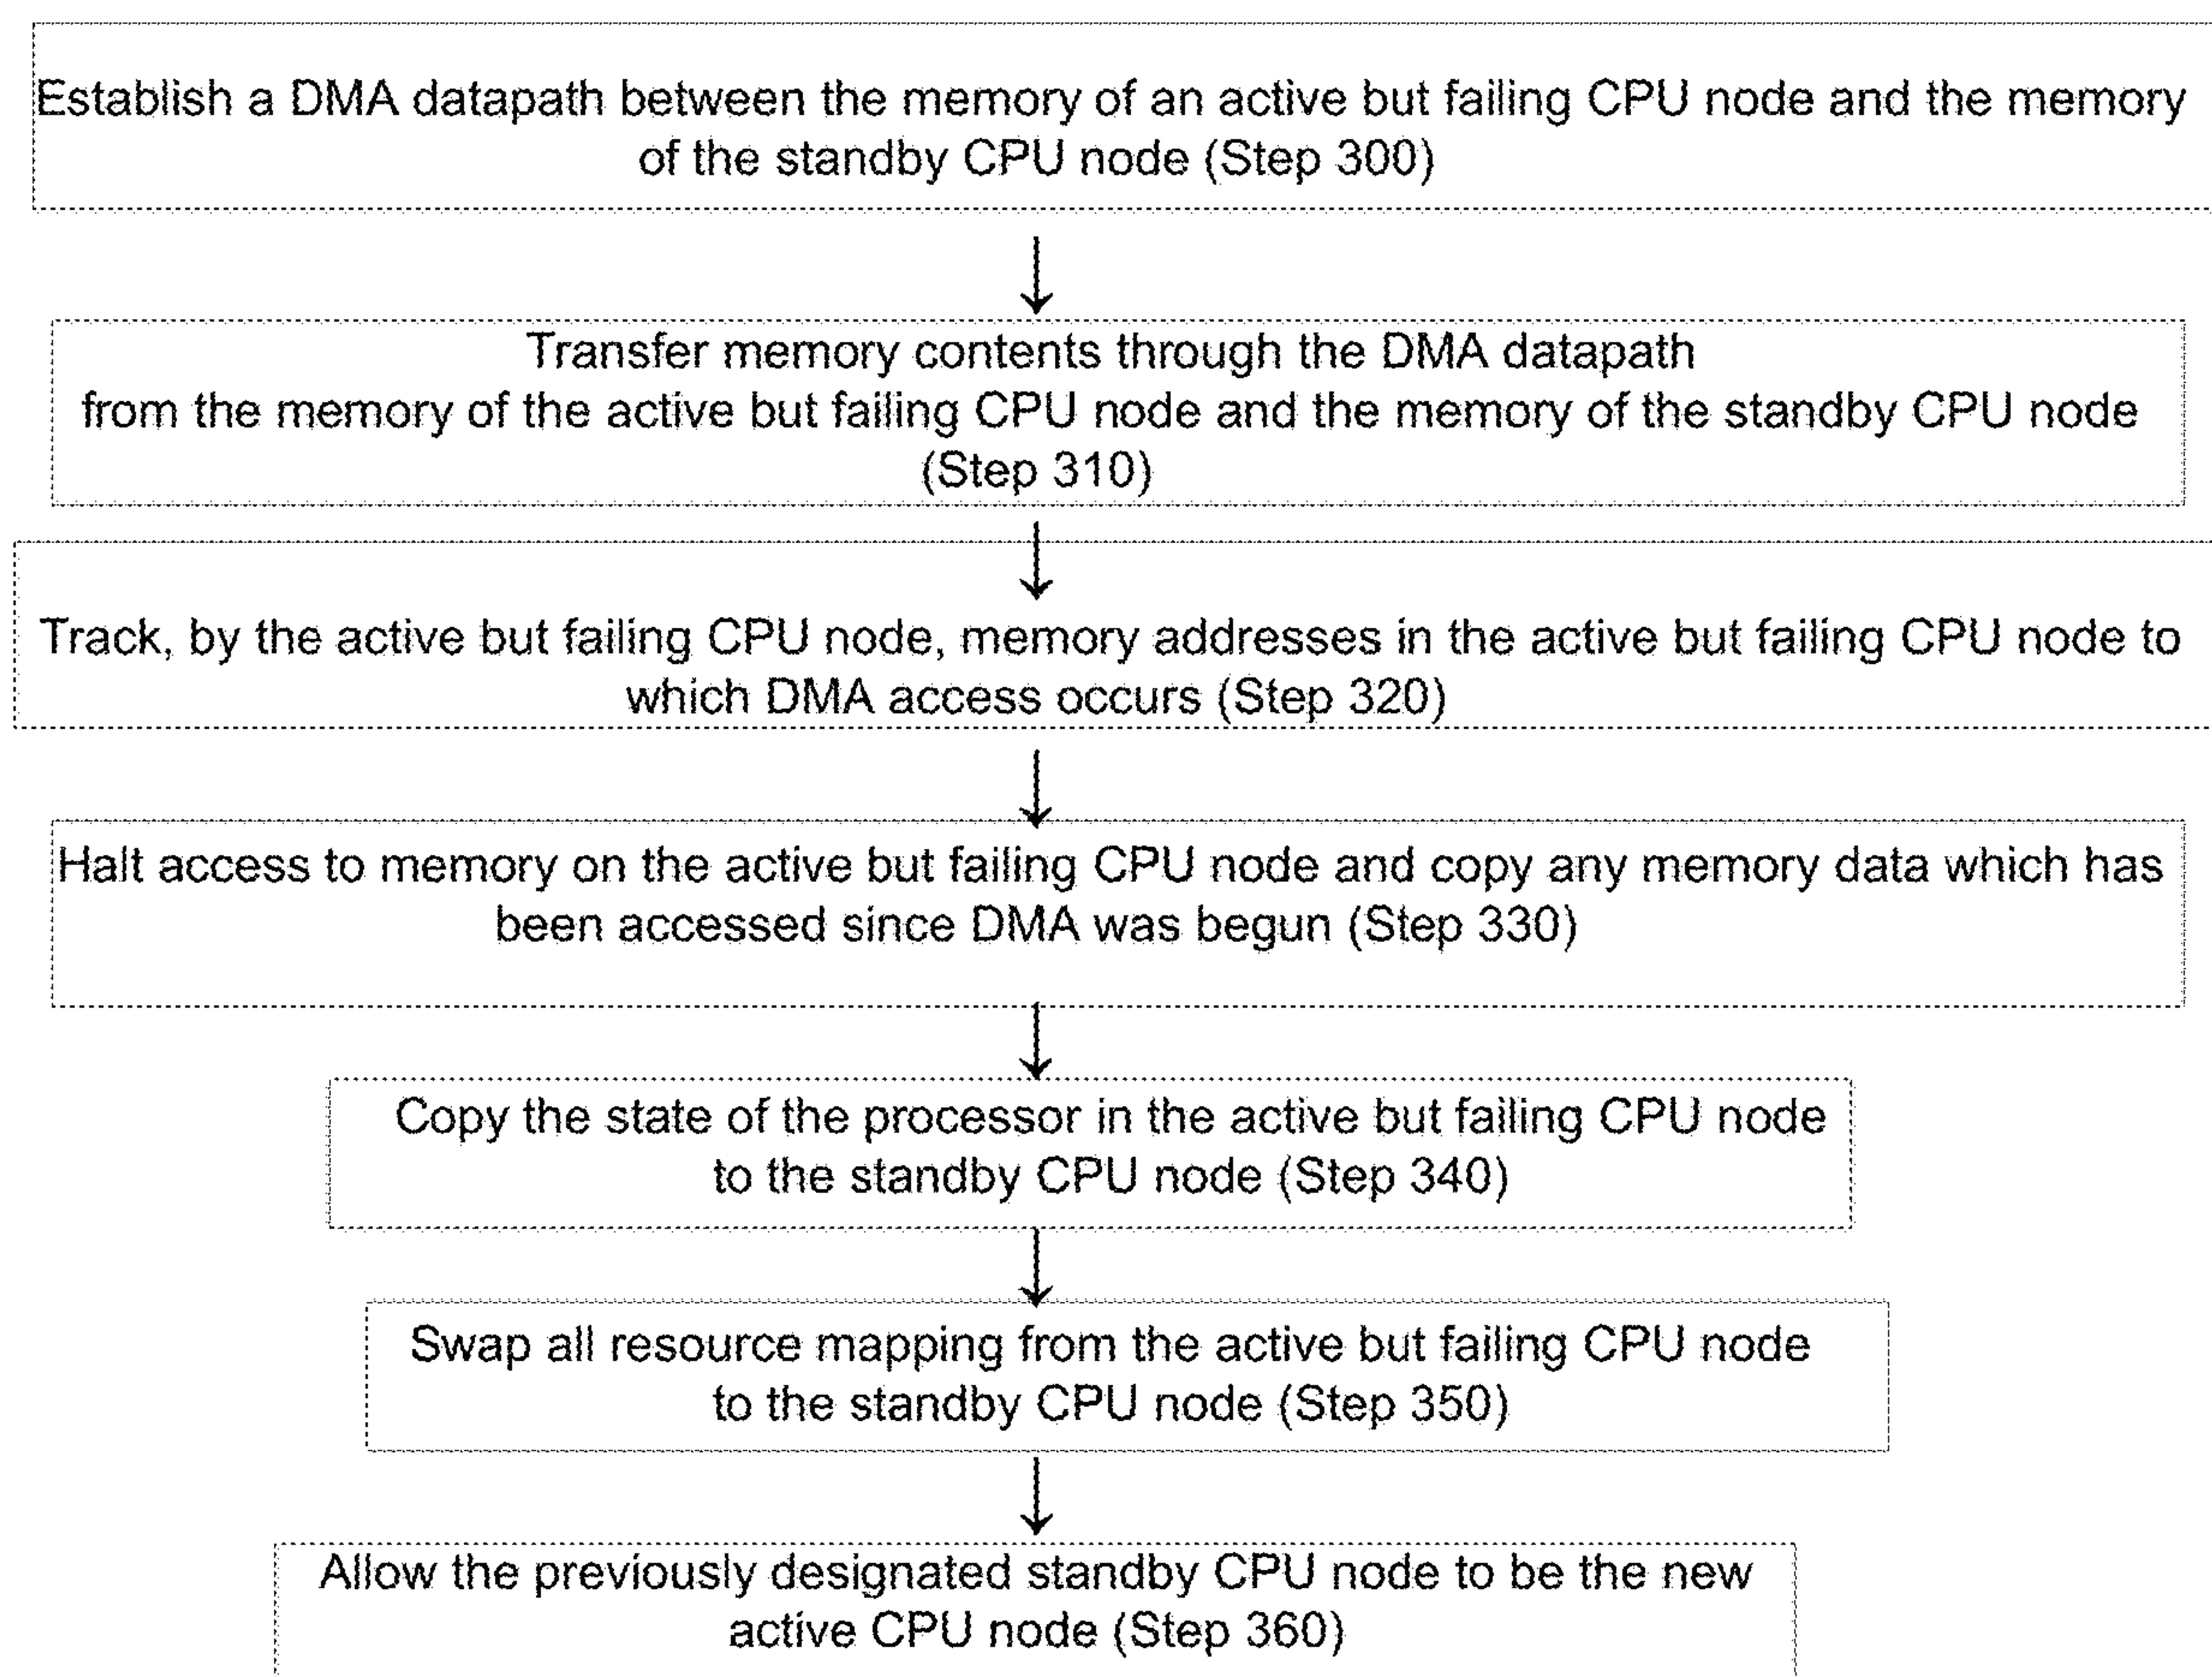 Establish a DMA datapath between the memory of an active but failing CPU node and the memory
of the standby CPU node (Step 300)
Transfer memory contents through the DMA datapath
from the memory of the active but failing CPU node and the memory of the standby CPU node
(Step 310)
Track, by the active but failing CPU node, memory addresses in the active but failing CPU node to
which DMA access occurs (Step 320)
Halt access to memory on the active but failing CPU node and copy any memory data which has
been accessed since DMA was begun (Step 330)
Copy the state of the processor in the active but failing CPU node
to the standby CPU node (Step 340)
Swap all resource mapping from the active but failing CPU node
to the standby CPU node (Step 350)
Allow the previously designated standby CPU node to be the new
active CPU node (Step 360)